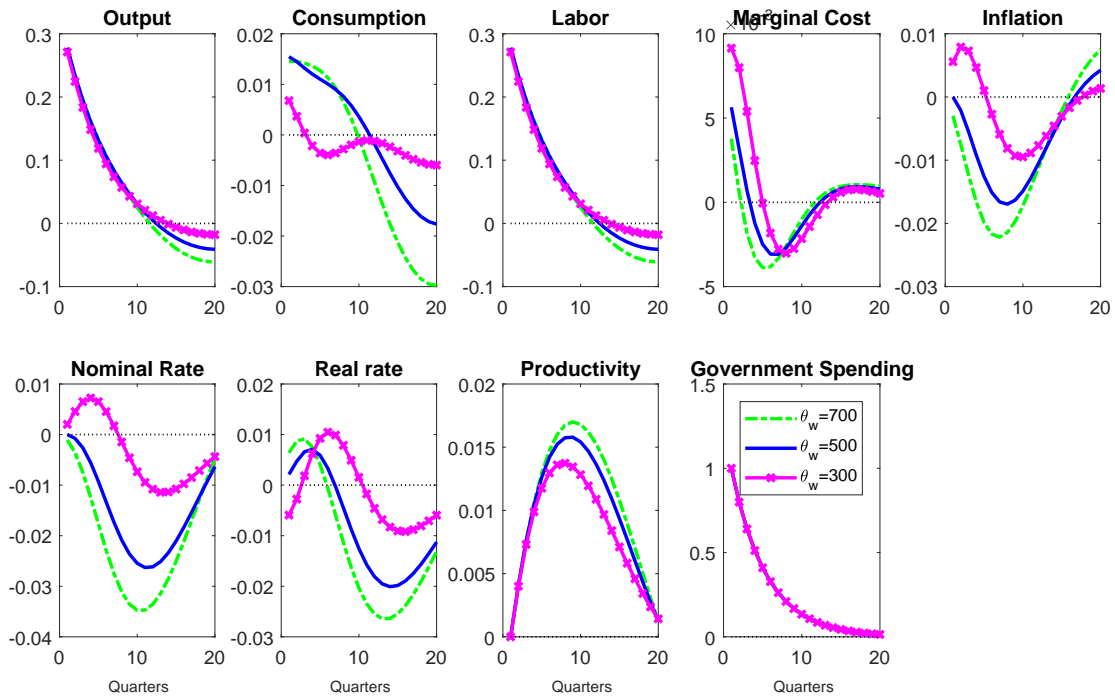 Output
0.3
0.2
0.1
0
-0.1
0 10 20
Consumption
0.02
0.01
0
-0.01
-0.02
-0.03
0 10 20
Labor
0.3
0.2
0.1
0
-0.1
0 10 20
Marginal Cost
10
5
0
-5
0 10 20
Inflation
0.01
0
-0.01
-0.02
-0.03
0 10 20
Nominal Rate
0.01
0
-0.01
-0.02
-0.03
-0.04
0 10 20
Quarters
Real rate
0.02
0.01
0
-0.01
-0.02
-0.03
0 10 20
Quarters
Productivity
0.02
0.015
0.01
0.005
0
0 10 20
Quarters
Government Spending
1.5
1
0.5
0
θ_w=700
θ_w=500
θ_w=300
0 10 20
Quarters